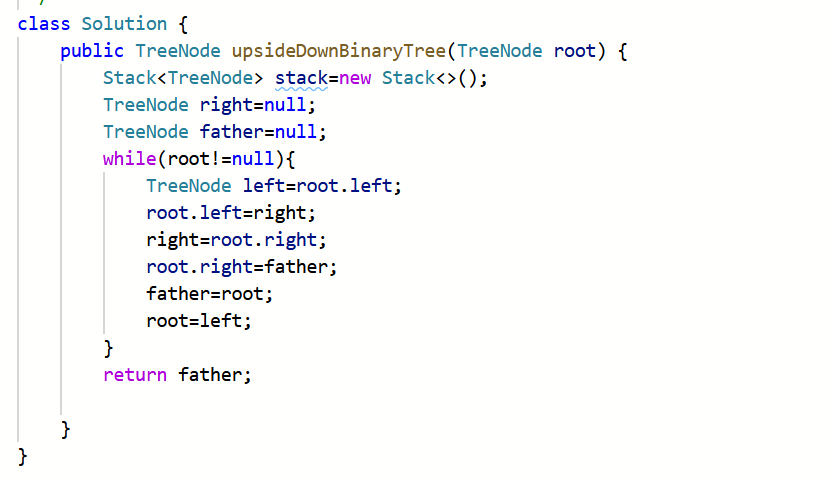 /
class Solution {
    public TreeNode upsideDownBinaryTree(TreeNode root) {
        Stack<TreeNode> stack=new Stack<>();
        TreeNode right=null;
        TreeNode father=null;
        while(root!=null){
            TreeNode left=root.left;
            root.left=right;
            right=root.right;
            root.right=father;
            father=root;
            root=left;
        }
        return father;
    }
}